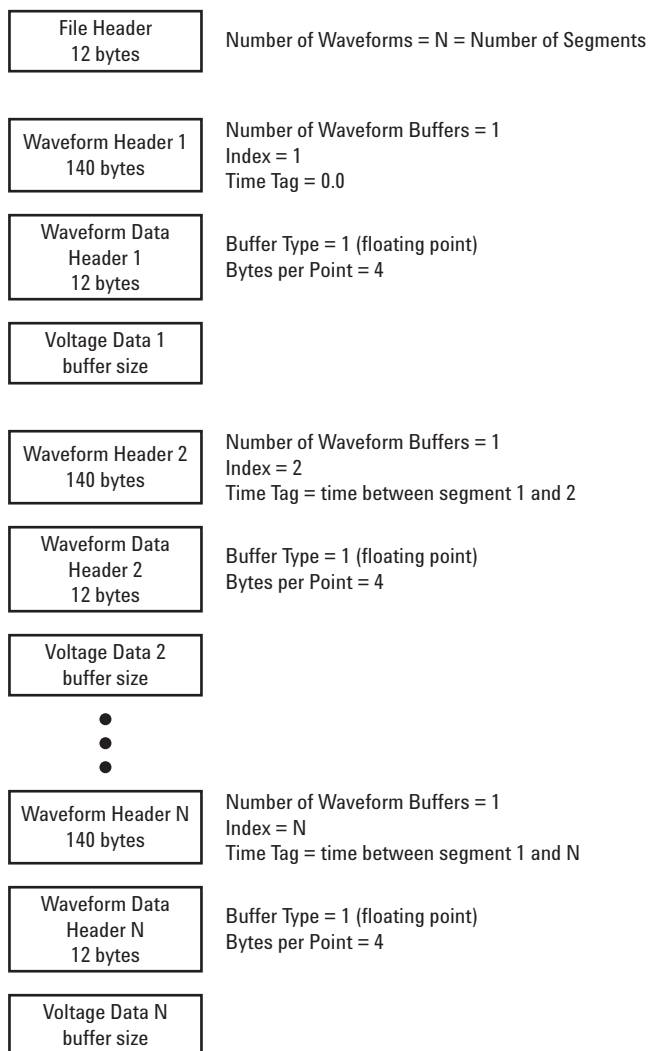 File Header
12 bytes
Number of Waveforms = N = Number of Segments
Waveform Header 1
140 bytes
Number of Waveform Buffers = 1
Index = 1
Time Tag = 0.0
Waveform Data
Header 1
12 bytes
Buffer Type = 1 (floating point)
Bytes per Point = 4
Voltage Data 1
buffer size
Waveform Header 2
140 bytes
Number of Waveform Buffers = 1
Index = 2
Time Tag = time between segment 1 and 2
Waveform Data
Header 2
12 bytes
Buffer Type = 1 (floating point)
Bytes per Point = 4
Voltage Data 2
buffer size
Waveform Header N
140 bytes
Number of Waveform Buffers = 1
Index = N
Time Tag = time between segment 1 and N
Waveform Data
Header N
12 bytes
Buffer Type = 1 (floating point)
Bytes per Point = 4
Voltage Data N
buffer size